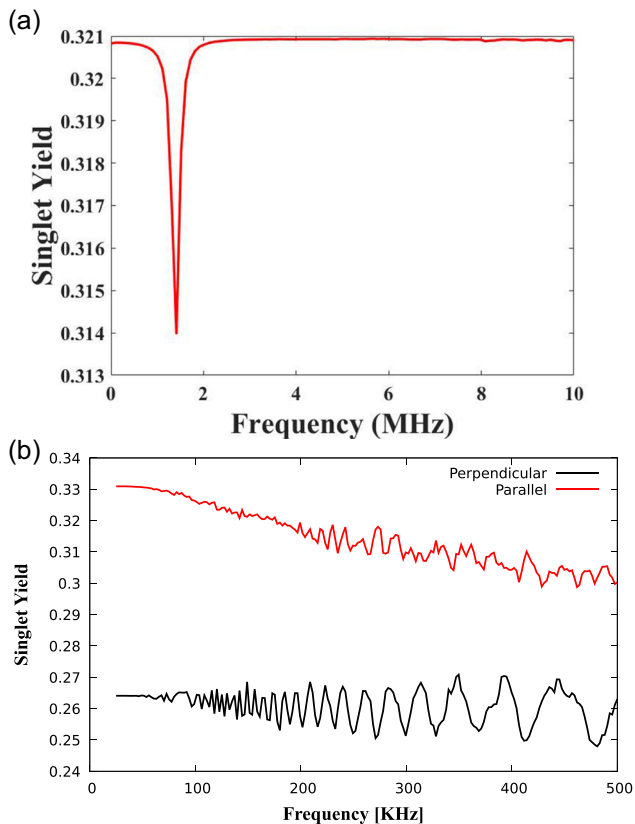 (a)
0.321
0.32
0.319
0.318
0.317
0.316
0.315
0.314
0.313
Singlet Yield
0 2 4 6 8 10
Frequency (MHz)
(b)
0.34
0.33
0.32
0.31
0.3
0.29
0.28
0.27
0.26
0.25
0.24
Singlet Yield
Perpendicular
Parallel
0 100 200 300 400 500
Frequency [KHz]